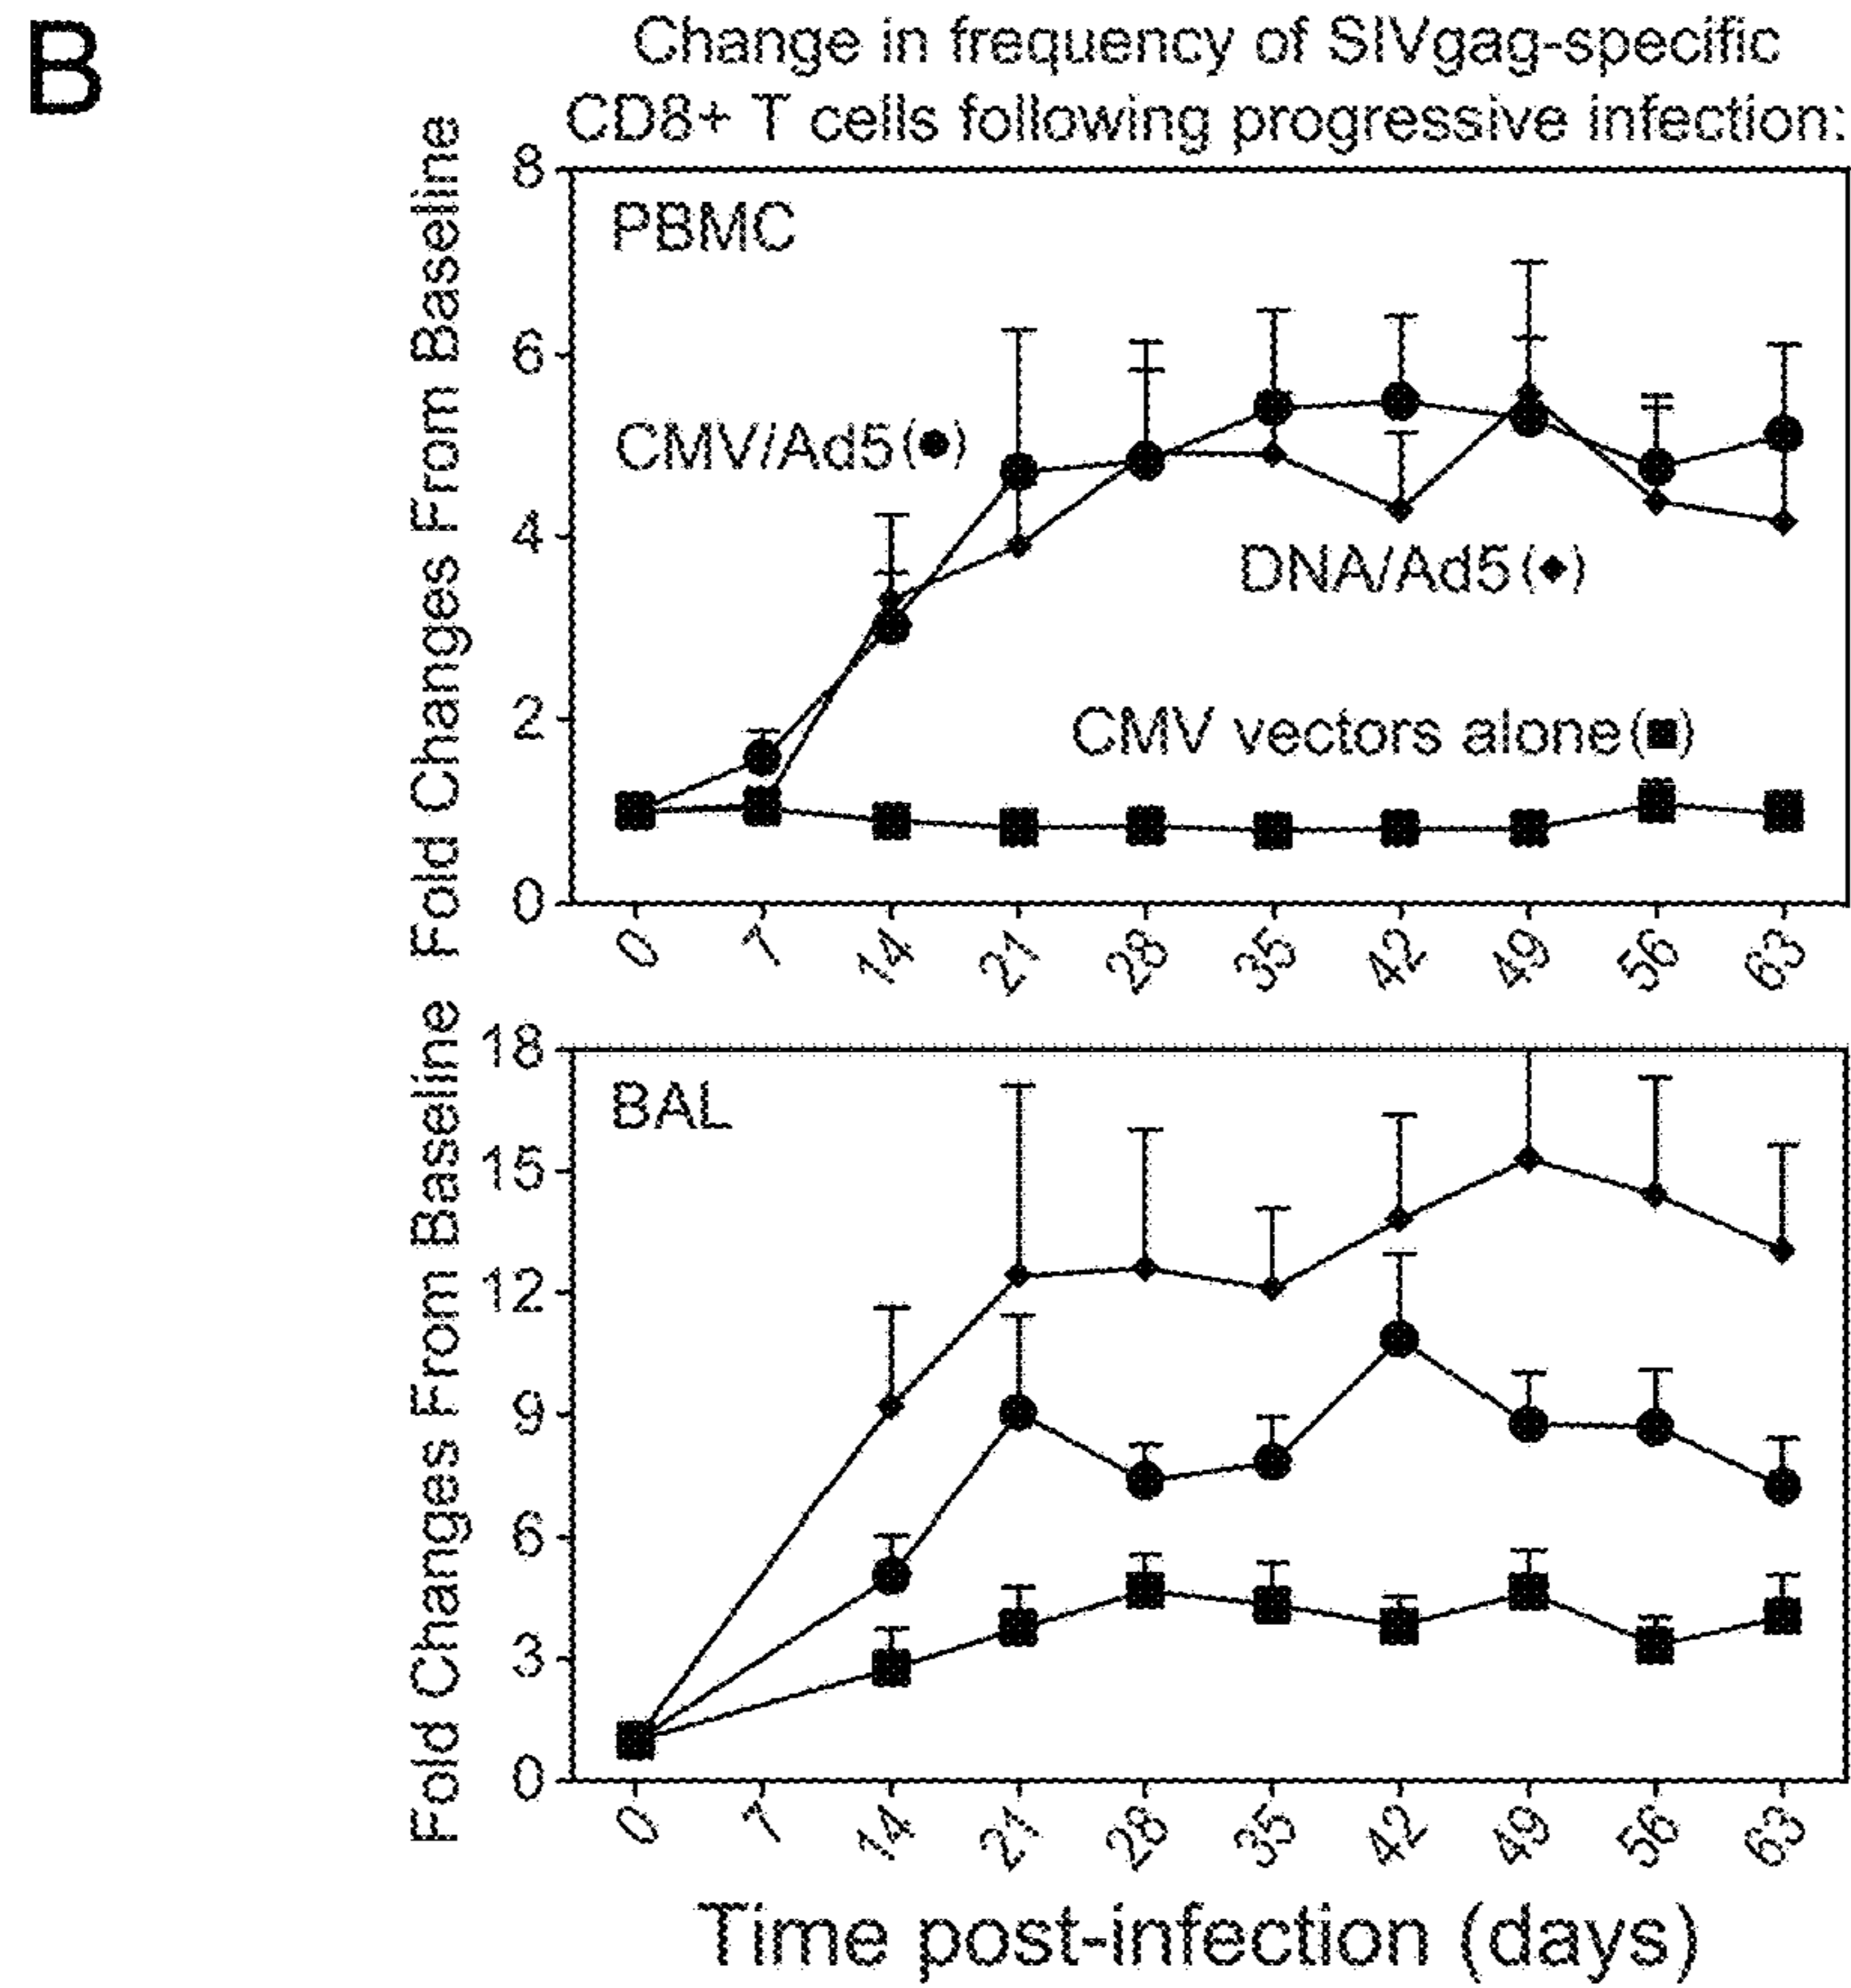 B
Change in frequency of SIVgag-specific
CD8+ T cells following progressive infection:
Fold Changes From Baseline
8
6
4
2
0
PBMC
CMV/Ad5(●)
DNA/Ad5(◆)
CMV vectors alone(■)
0 7 14 21 28 35 42 49 56 63
Fold Changes From Baseline
18
15
12
9
6
3
0
BAL
0 7 14 21 28 35 42 49 56 63
Time post-infection (days)